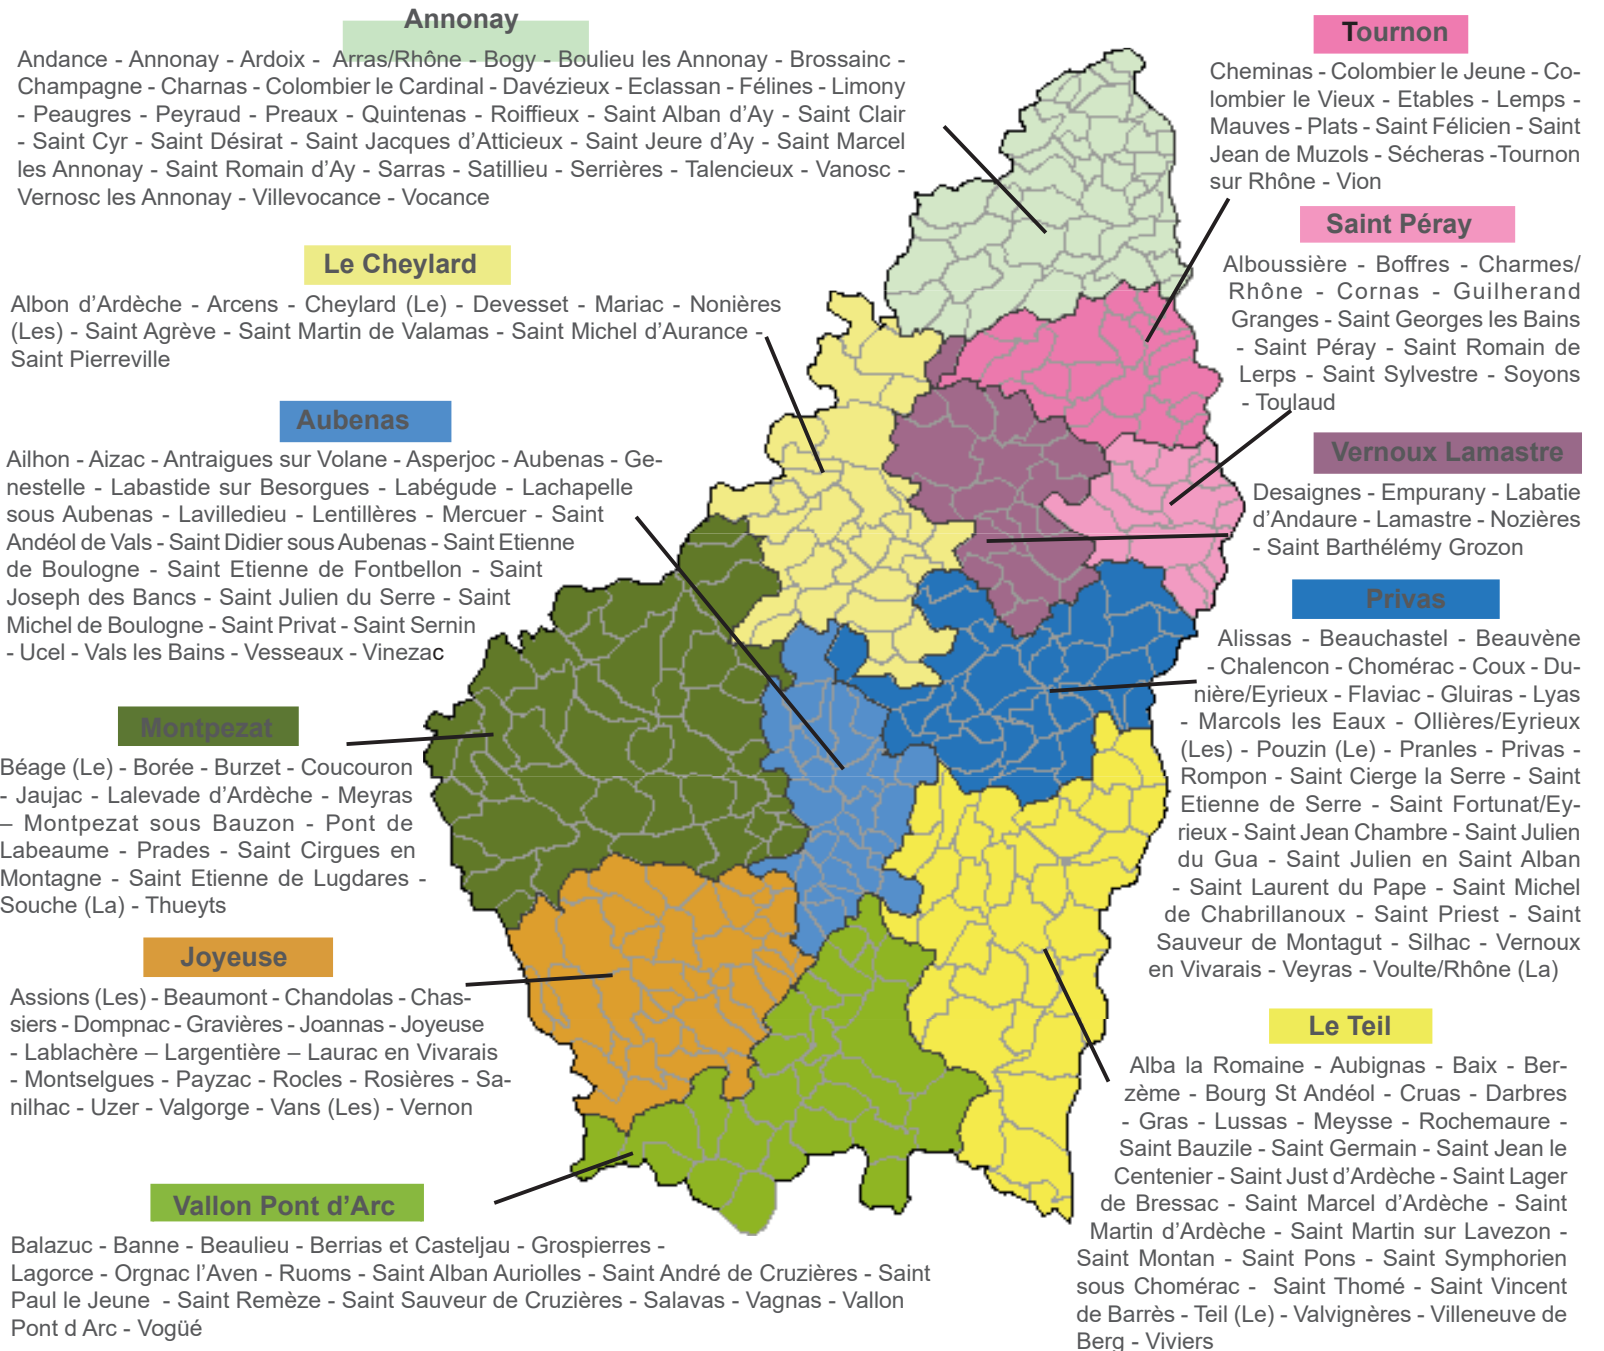 Annonay
Andance - Annonay - Ardoix - Arras/Rhône - Bogy - Boulieu les Annonay - Brossainc -
Champagne - Charnas - Colombier le Cardinal - Davézieux - Eclassan - Félines - Limony
- Peaugres - Peyraud - Preaux - Quintenas - Roiffieux - Saint Alban d’Ay - Saint Clair
- Saint Cyr - Saint Désirat - Saint Jacques d’Atticieux - Saint Jeure d’Ay - Saint Marcel
les Annonay - Saint Romain d’Ay - Sarras - Satillieu - Serrières - Talencieux - Vanosc -
Vernosc les Annonay - Villevocance - Vocance
Le Cheylard
Albon d’Ardèche - Arcens - Cheylard (Le) - Devesset - Mariac - Nonières
(Les) - Saint Agrève - Saint Martin de Valamas - Saint Michel d’Aurance -
Saint Pierreville
Aubenas
Ailhon - Aizac - Antraigues sur Volane - Asperjoc - Aubenas - Ge-
nestelle - Labastide sur Besorgues - Labégude - Lachapelle
sous Aubenas - Lavilledieu - Lentillères - Mercuer - Saint
Andéol de Vals - Saint Didier sous Aubenas - Saint Etienne
de Boulogne - Saint Etienne de Fontbellon - Saint
Joseph des Bancs - Saint Julien du Serre - Saint
Michel de Boulogne - Saint Privat - Saint Sernin
- Ucel - Vals les Bains - Vesseaux - Vinezac
Montpezat
Béage (Le) - Borée - Burzet - Coucouron
- Jaujac - Lalevade d’Ardèche - Meyras
– Montpezat sous Bauzon - Pont de
Labeaume - Prades - Saint Cirgues en
Montagne - Saint Etienne de Lugdares -
Souche (La) - Thueyts
Joyeuse
Assions (Les) - Beaumont - Chandolas - Chas-
siers - Dompnac - Gravières - Joannas - Joyeuse
- Lablachère – Largentière – Laurac en Vivarais
- Montselgues - Payzac - Rocles - Rosières - Sa-
nilhac - Uzer - Valgorge - Vans (Les) - Vernon
Vallon Pont d’Arc
Balazuc - Banne - Beaulieu - Berrias et Casteljau - Grospierres -
Lagorce - Orgnac l’Aven - Ruoms - Saint Alban Auriolles - Saint André de Cruzières - Saint
Paul le Jeune - Saint Remèze - Saint Sauveur de Cruzières - Salavas - Vagnas - Vallon
Pont d Arc - Vogüé
Tournon
Cheminas - Colombier le Jeune - Co-
lombier le Vieux - Etables - Lemps -
Mauves - Plats - Saint Félicien - Saint
Jean de Muzols - Sécheras -Tournon
sur Rhône - Vion
Saint Péray
Alboussière - Boffres - Charmes/
Rhône - Cornas - Guilherand
Granges - Saint Georges les Bains
- Saint Péray - Saint Romain de
Lerps - Saint Sylvestre - Soyons
- Toulaud
Vernoux Lamastre
Desaignes - Empurany - Labatie
d’Andaure - Lamastre - Nozières
- Saint Barthélémy Grozon
Privas
Alissas - Beauchastel - Beauvène
- Chalencon - Chomérac - Coux - Du-
nière/Eyrieux - Flaviac - Gluiras - Lyas
- Marcols les Eaux - Ollières/Eyrieux
(Les) - Pouzin (Le) - Pranles - Privas -
Rompon - Saint Cierge la Serre - Saint
Etienne de Serre - Saint Fortunat/Ey-
rieux - Saint Jean Chambre - Saint Julien
du Gua - Saint Julien en Saint Alban
- Saint Laurent du Pape - Saint Michel
de Chabrillanoux - Saint Priest - Saint
Sauveur de Montagut - Silhac - Vernoux
en Vivarais - Veyras - Voulte/Rhône (La)
Le Teil
Alba la Romaine - Aubignas - Baix - Ber-
zème - Bourg St Andéol - Cruas - Darbres
- Gras - Lussas - Meysse - Rochemaure -
Saint Bauzile - Saint Germain - Saint Jean le
Centenier - Saint Just d’Ardèche - Saint Lager
de Bressac - Saint Marcel d’Ardèche - Saint
Martin d’Ardèche - Saint Martin sur Lavezon -
Saint Montan - Saint Pons - Saint Symphorien
sous Chomérac - Saint Thomé - Saint Vincent
de Barrès - Teil (Le) - Valvignères - Villeneuve de
Berg - Viviers